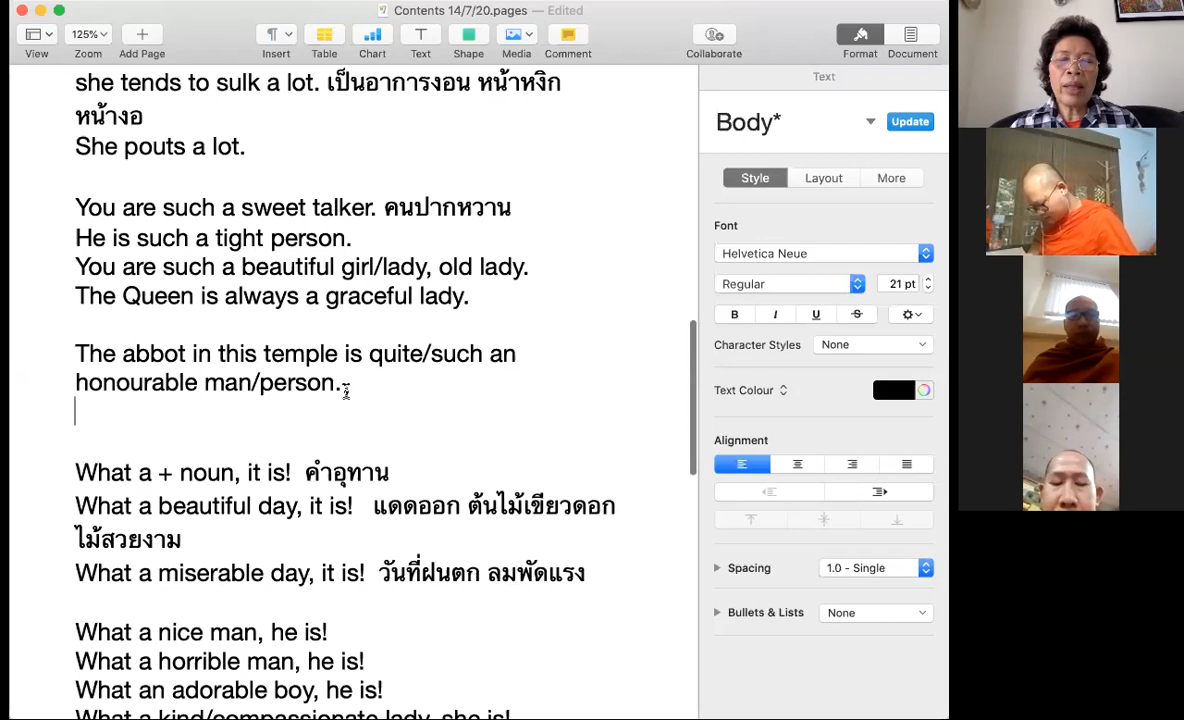 Contents 14/7/20.pages — Edited
125%
View
Zoom
Add Page
Insert
Table
Chart
Text
Shape
Media
Comment
Collaborate
Format
Document
she tends to sulk a lot. เป็นอาการงอน หน้าหงิก
หน้างอ
She pouts a lot.
You are such a sweet talker. คนปากหวาน
He is such a tight person.
You are such a beautiful girl/lady, old lady.
The Queen is always a graceful lady.
The abbot in this temple is quite/such an
honourable man/person.
What a + noun, it is! คำอุทาน
What a beautiful day, it is! แดดออก ต้นไม้เขียวดอก
ไม้สวยงาม
What a miserable day, it is! วันที่ฝนตก ลมพัดแรง
What a nice man, he is!
What a horrible man, he is!
What an adorable boy, he is!
What a kind/compassionate lady, she is!
Text
Body*
Update
Style
Layout
More
Font
Helvetica Neue
Regular
21 pt
B I U S
Character Styles
None
Text Colour
Alignment
Spacing
1.0 - Single
Bullets & Lists
None